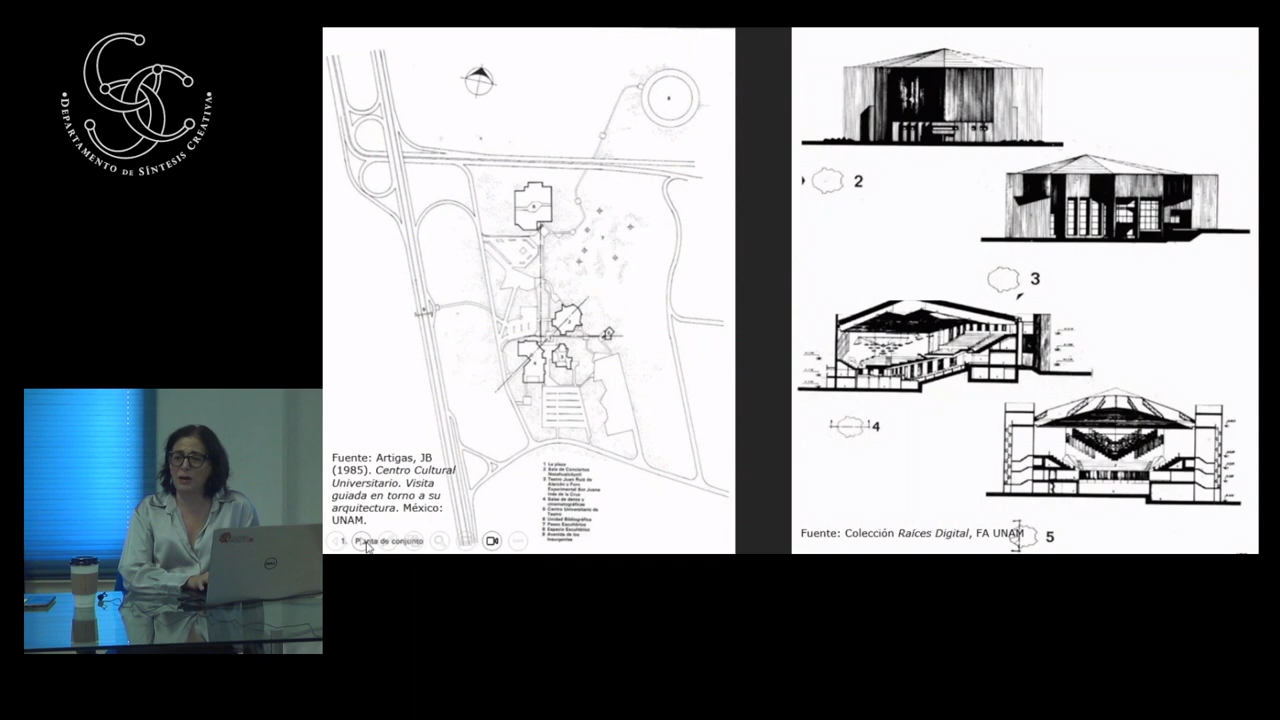 DEPARTAMENTO DE SÍNTESIS CREATIVA
Fuente: Artigas, JB
(1985). Centro Cultural
Universitario. Visita
guiada en torno a su
arquitectura. México:
UNAM.
1. Planta de conjunto
1 La plaza
2 Sala de Conciertos
Nezahualcóyotl
3 Teatro Juan Ruiz de
Alarcón y Foro
Experimental Sor Juana
Inés de la Cruz
4 Salas de danza y
cinematográficas
5 Centro Universitario de
Teatro
6 Unidad Bibliográfica
7 Paseo Escultórico
8 Espacio Escultórico
9 Avenida de los
Insurgentes
2
3
4
5
Fuente: Colección Raíces Digital, FA UNAM
DELL